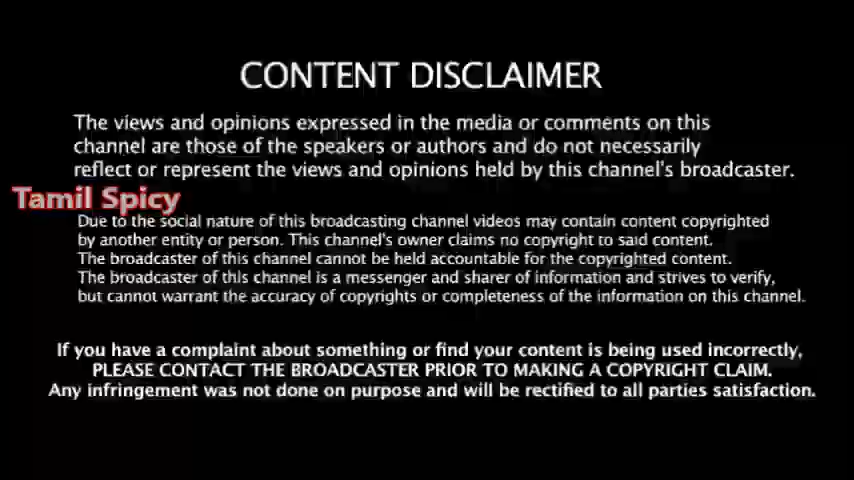 CONTENT DISCLAIMER
The views and opinions expressed in the media or comments on this
channel are those of the speakers or authors and do not necessarily
reflect or represent the views and opinions held by this channel's broadcaster.
Tamil Spicy
Due to the social nature of this broadcasting channel videos may contain content copyrighted
by another entity or person. This channel's owner claims no copyright to said content.
The broadcaster of this channel cannot be held accountable for the copyrighted content.
The broadcaster of this channel is a messenger and sharer of information and strives to verify,
but cannot warrant the accuracy of copyrights or completeness of the information on this channel.
If you have a complaint about something or find your content is being used incorrectly,
PLEASE CONTACT THE BROADCASTER PRIOR TO MAKING A COPYRIGHT CLAIM.
Any infringement was not done on purpose and will be rectified to all parties satisfaction.